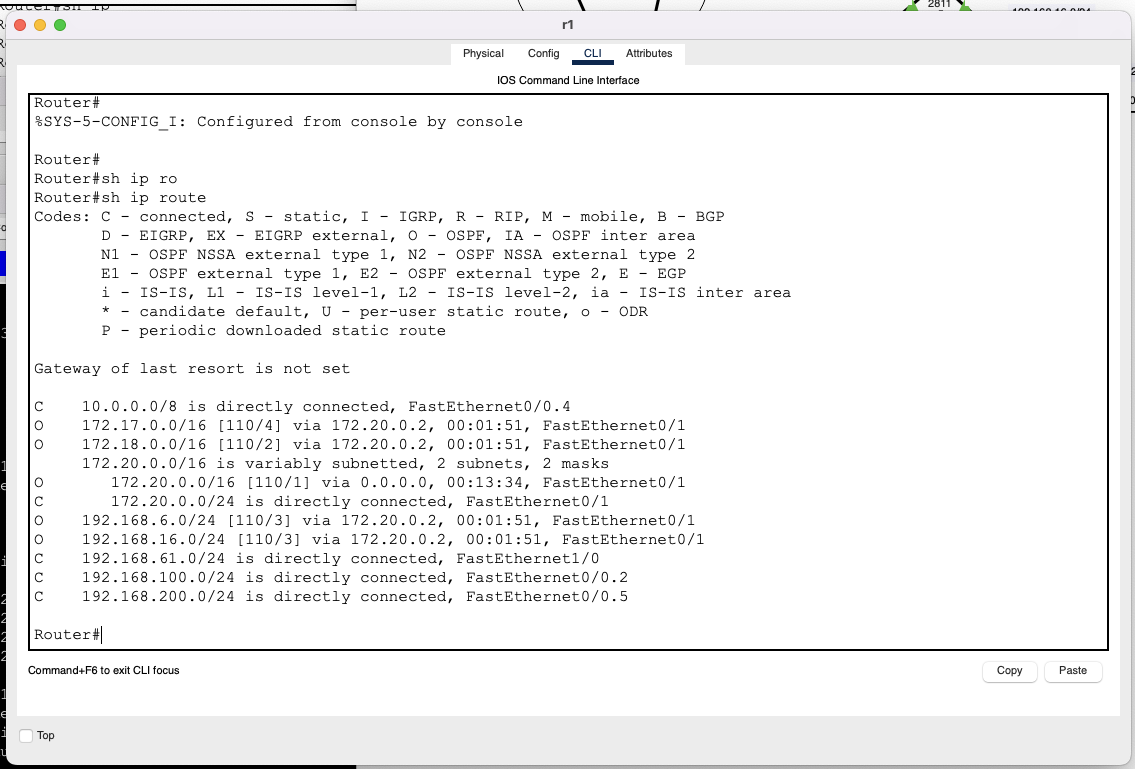 Router#sh ip
2811
192.168.16.0/24
r1
Physical Config CLI Attributes
IOS Command Line Interface
Router#
%SYS-5-CONFIG_I: Configured from console by console
Router#
Router#sh ip ro
Router#sh ip route
Codes: C - connected, S - static, I - IGRP, R - RIP, M - mobile, B - BGP
D - EIGRP, EX - EIGRP external, O - OSPF, IA - OSPF inter area
N1 - OSPF NSSA external type 1, N2 - OSPF NSSA external type 2
E1 - OSPF external type 1, E2 - OSPF external type 2, E - EGP
i - IS-IS, L1 - IS-IS level-1, L2 - IS-IS level-2, ia - IS-IS inter area
* - candidate default, U - per-user static route, o - ODR
P - periodic downloaded static route
Gateway of last resort is not set
C 10.0.0.0/8 is directly connected, FastEthernet0/0.4
O 172.17.0.0/16 [110/4] via 172.20.0.2, 00:01:51, FastEthernet0/1
O 172.18.0.0/16 [110/2] via 172.20.0.2, 00:01:51, FastEthernet0/1
172.20.0.0/16 is variably subnetted, 2 subnets, 2 masks
O 172.20.0.0/16 [110/1] via 0.0.0.0, 00:13:34, FastEthernet0/1
C 172.20.0.0/24 is directly connected, FastEthernet0/1
O 192.168.6.0/24 [110/3] via 172.20.0.2, 00:01:51, FastEthernet0/1
O 192.168.16.0/24 [110/3] via 172.20.0.2, 00:01:51, FastEthernet0/1
C 192.168.61.0/24 is directly connected, FastEthernet1/0
C 192.168.100.0/24 is directly connected, FastEthernet0/0.2
C 192.168.200.0/24 is directly connected, FastEthernet0/0.5
Router#
Command+F6 to exit CLI focus
Copy Paste
Top